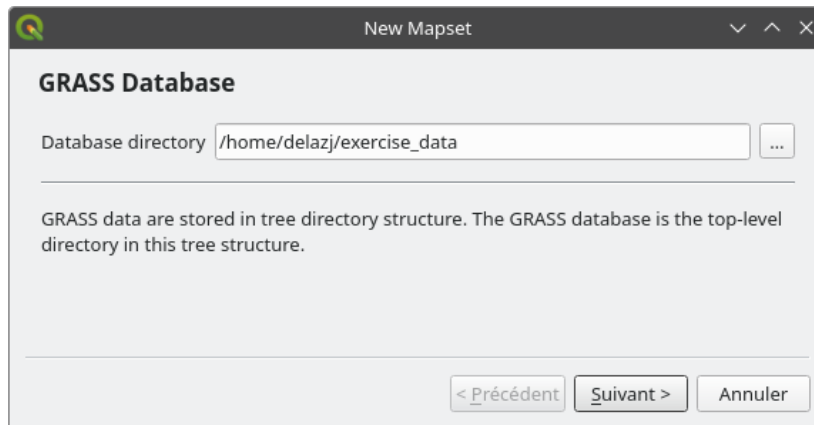 New Mapset
GRASS Database
Database directory /home/delazj/exercise_data ...
GRASS data are stored in tree directory structure. The GRASS database is the top-level
directory in this tree structure.
< Précédent Suivant > Annuler